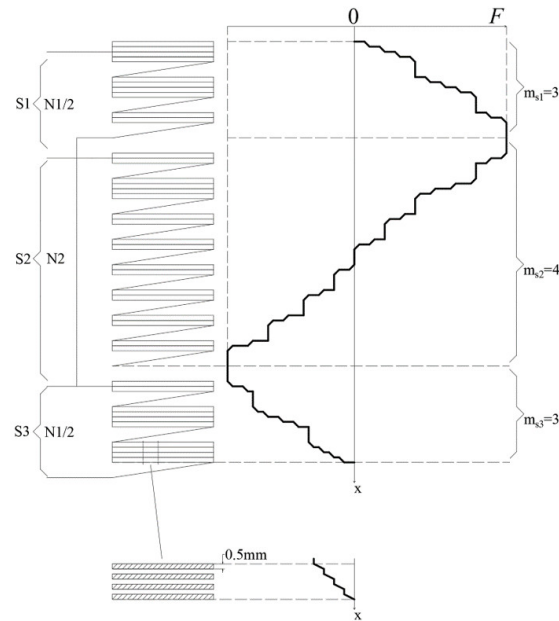 0 F
S1 N1/2 m_s1=3
S2 N2 m_s2=4
S3 N1/2 m_s3=3
x
0.5mm
x